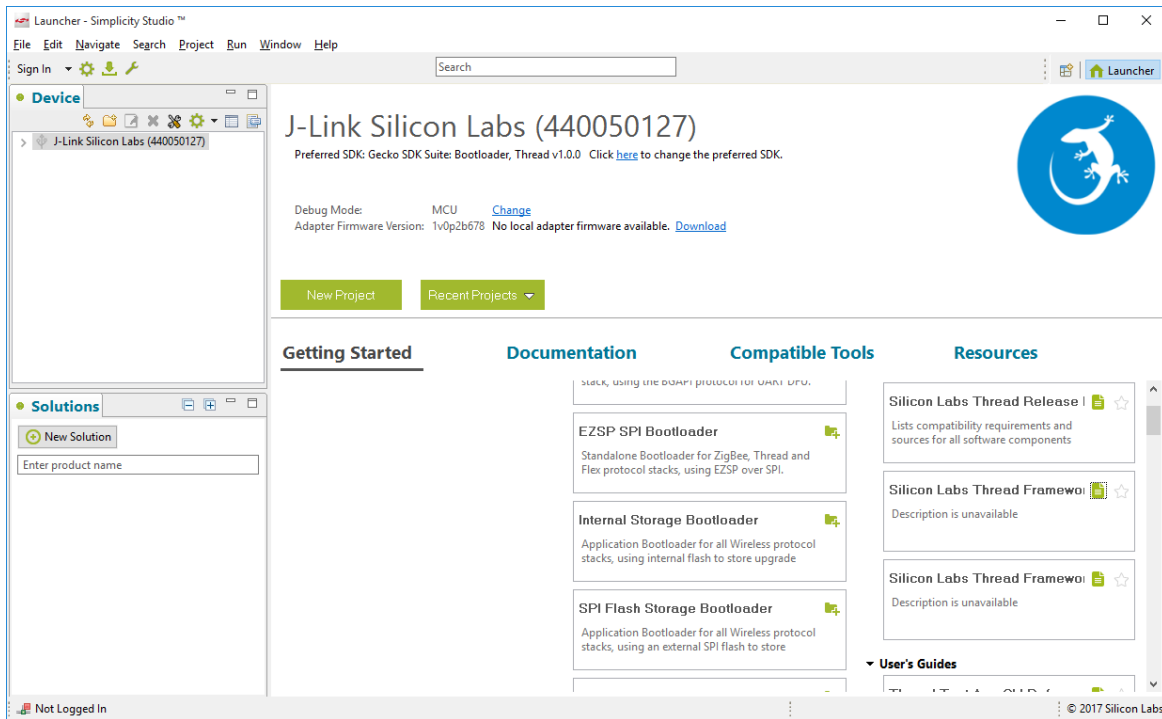 Launcher - Simplicity Studio ™
File Edit Navigate Search Project Run Window Help
Sign In
Search
Launcher
Device
J-Link Silicon Labs (440050127)
J-Link Silicon Labs (440050127)
Preferred SDK: Gecko SDK Suite: Bootloader, Thread v1.0.0 Click here to change the preferred SDK.
Debug Mode: MCU Change
Adapter Firmware Version: 1v0p2b678 No local adapter firmware available. Download
New Project
Recent Projects
Getting Started
Documentation
Compatible Tools
Resources
Solutions
New Solution
Enter product name
stack, using the BGAPI protocol for UART DFU.
EZSP SPI Bootloader
Standalone Bootloader for ZigBee, Thread and
Flex protocol stacks, using EZSP over SPI.
Internal Storage Bootloader
Application Bootloader for all Wireless protocol
stacks, using internal flash to store upgrade
SPI Flash Storage Bootloader
Application Bootloader for all Wireless protocol
stacks, using an external SPI flash to store
Silicon Labs Thread Release
Lists compatibility requirements and
sources for all software components
Silicon Labs Thread Framewo
Description is unavailable
Silicon Labs Thread Framewo
Description is unavailable
User's Guides
Not Logged In
© 2017 Silicon Labs